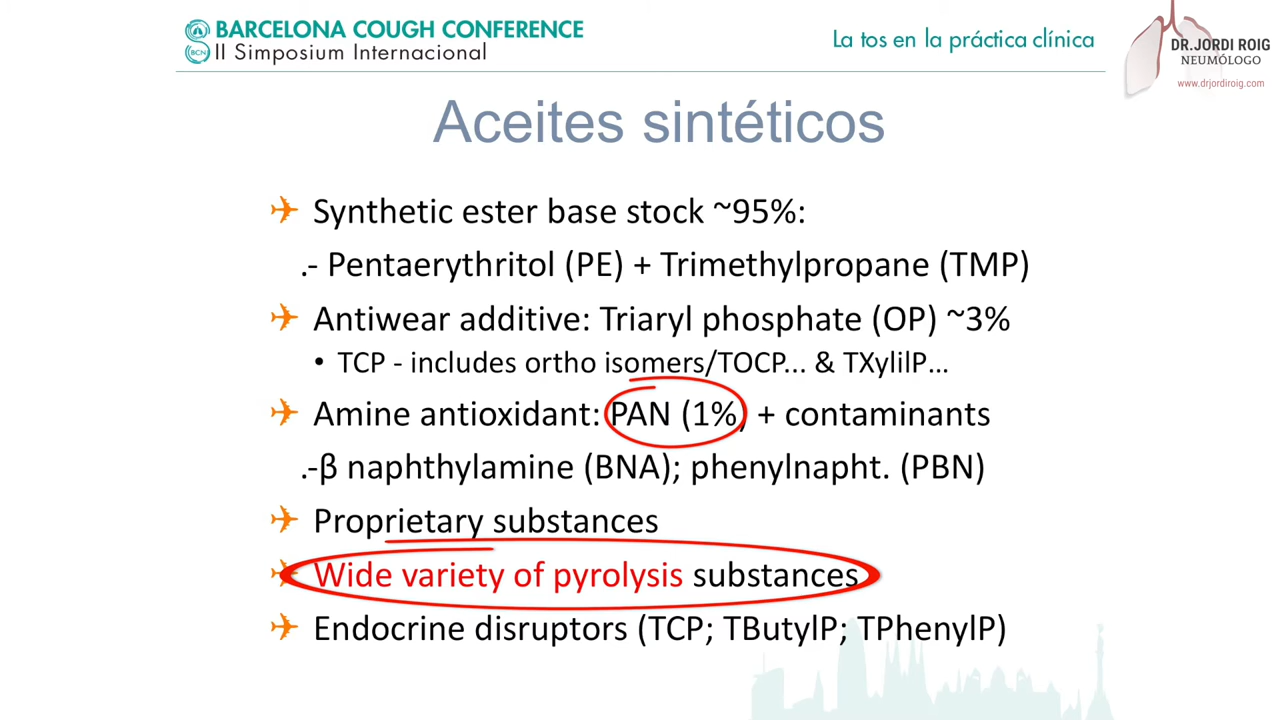 BARCELONA COUGH CONFERENCE
II Simposium Internacional
BCN
La tos en la práctica clínica
DR.JORDI ROIG
NEUMÓLOGO
www.drjordiroig.com
Aceites sintéticos
Synthetic ester base stock ~95%:
.- Pentaerythritol (PE) + Trimethylpropane (TMP)
Antiwear additive: Triaryl phosphate (OP) ~3%
• TCP - includes ortho isomers/TOCP... & TXylilP...
Amine antioxidant: PAN (1%) + contaminants
.-β naphthylamine (BNA); phenylnapht. (PBN)
Proprietary substances
Wide variety of pyrolysis substances
Endocrine disruptors (TCP; TButylP; TPhenylP)